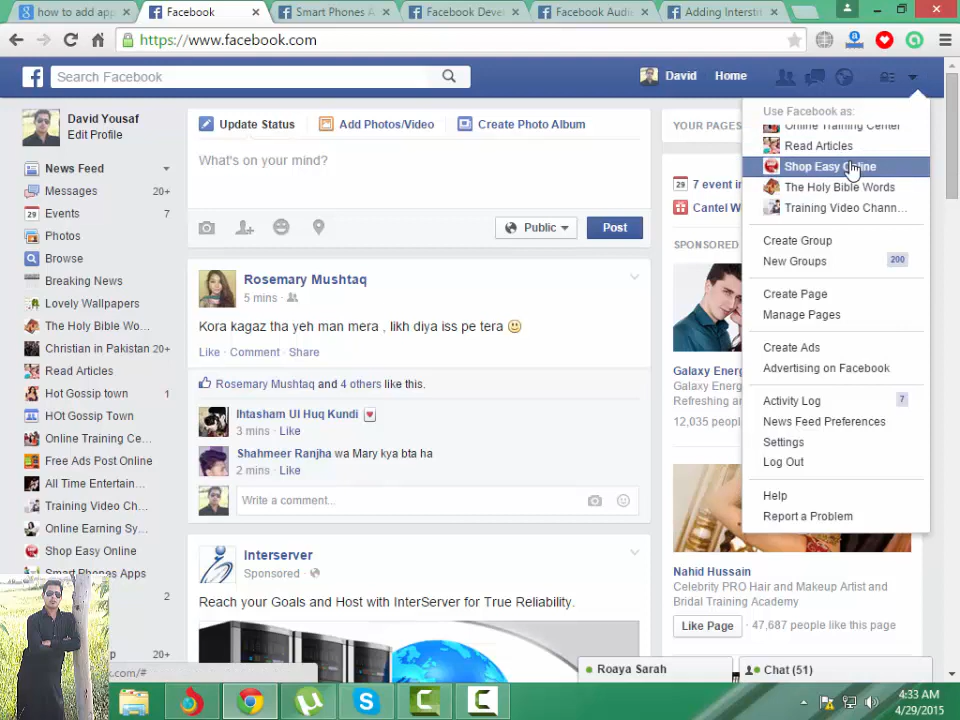 how to add app
Facebook
Smart Phones A
Facebook Deve
Facebook Audi
Adding Interst
https://www.facebook.com
Search Facebook
David
Home
David Yousaf
Edit Profile
News Feed
Messages 20+
Events 7
Photos
Browse
Breaking News
Lovely Wallpapers
The Holy Bible Wo...
Christian in Pakistan 20+
Read Articles
Hot Gossip town 1
HOt Gossip Town
Online Training Ce...
Free Ads Post Online
All Time Entertain...
Training Video Ch...
Online Earning Sy...
Shop Easy Online
Smart Phones Apps
2
20+
Update Status
Add Photos/Video
Create Photo Album
What's on your mind?
Public
Post
Rosemary Mushtaq
5 mins ·
Kora kagaz tha yeh man mera , likh diya iss pe tera
Like · Comment · Share
Rosemary Mushtaq and 4 others like this.
Ihtasham Ul Huq Kundi
3 mins · Like
Shahmeer Ranjha wa Mary kya bta ha
2 mins · Like
Write a comment...
Interserver
Sponsored ·
Reach your Goals and Host with InterServer for True Reliability.
YOUR PAGES
7 event in
Cantel W
SPONSORED
Galaxy Energ
Galaxy Energ
Refreshing ar
12,035 peopl
Nahid Hussain
Celebrity PRO Hair and Makeup Artist and
Bridal Training Academy
Like Page · 47,687 people like this page
Use Facebook as:
Online Training Center
Read Articles
Shop Easy Online
The Holy Bible Words
Training Video Chann...
Create Group
New Groups 200
Create Page
Manage Pages
Create Ads
Advertising on Facebook
Activity Log 7
News Feed Preferences
Settings
Log Out
Help
Report a Problem
Roaya Sarah
Chat (51)
com/#
4:33 AM
4/29/2015